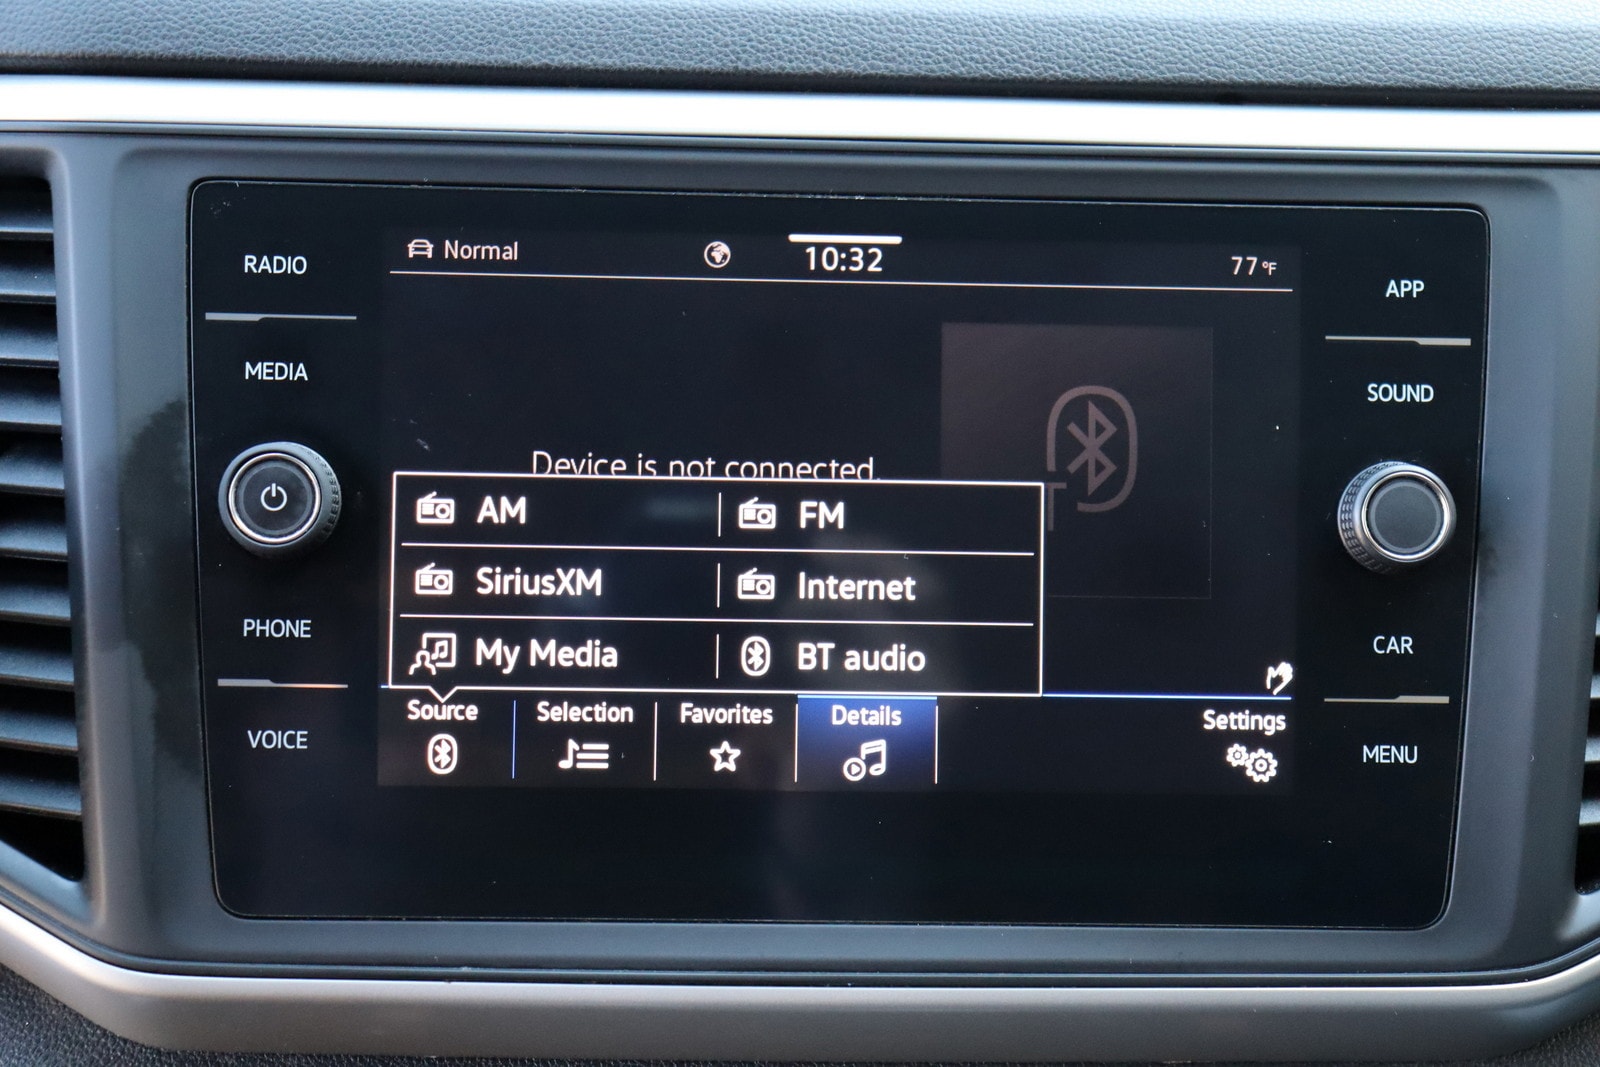 RADIO
MEDIA
PHONE
VOICE
Normal
10:32
77°F
Device is not connected.
AM
FM
SiriusXM
Internet
My Media
BT audio
Source
Selection
Favorites
Details
Settings
APP
SOUND
CAR
MENU